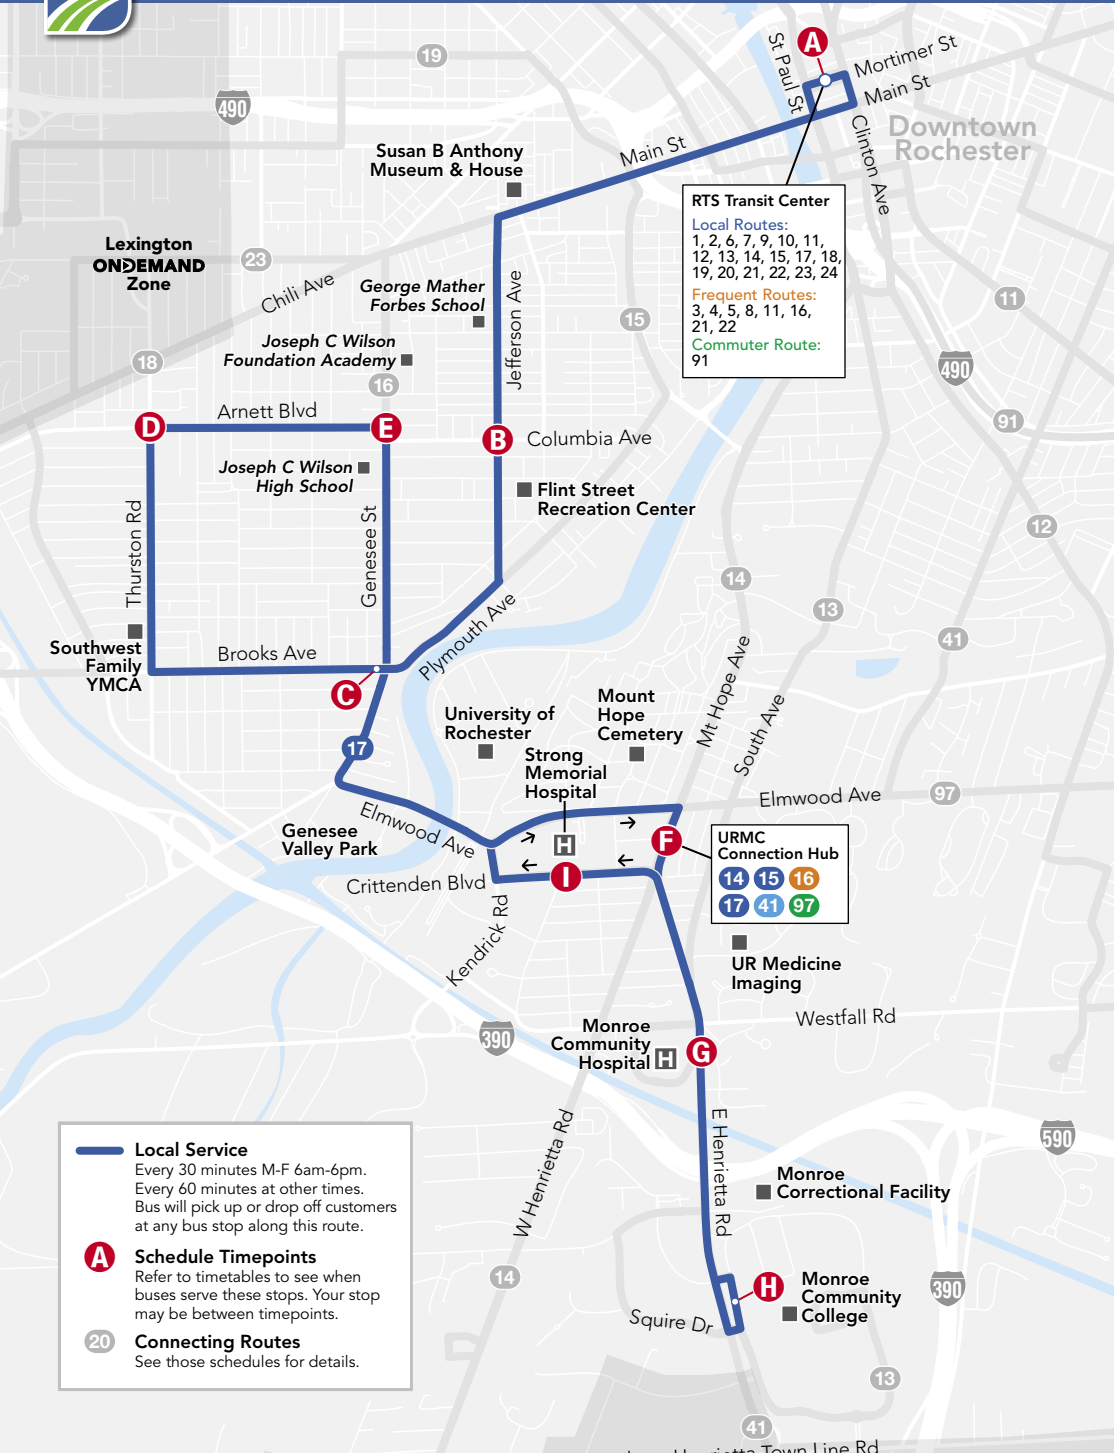 19
490
A
St Paul St
Mortimer St
Main St
Main St
Clinton Ave
Downtown
Rochester
Susan B Anthony
Museum & House
RTS Transit Center
Local Routes:
1, 2, 6, 7, 9, 10, 11,
12, 13, 14, 15, 17, 18,
19, 20, 21, 22, 23, 24
Frequent Routes:
3, 4, 5, 8, 11, 16,
21, 22
Commuter Route:
91
Lexington
ONDEMAND
Zone
23
Chili Ave
George Mather
Forbes School
Jefferson Ave
15
11
Joseph C Wilson
Foundation Academy
18
16
490
91
Arnett Blvd
D
E
B
Columbia Ave
Joseph C Wilson
High School
Flint Street
Recreation Center
Thurston Rd
Genesee St
12
14
13
41
Plymouth Ave
Southwest
Family
YMCA
Brooks Ave
C
Mt Hope Ave
South Ave
University of
Rochester
Mount
Hope
Cemetery
17
Strong
Memorial
Hospital
Elmwood Ave
97
Elmwood Ave
Genesee
Valley Park
H
F
URMC
Connection Hub
14 15 16
17 41 97
Crittenden Blvd
I
Kendrick Rd
UR Medicine
Imaging
Westfall Rd
390
Monroe
Community
Hospital
H
G
W Henrietta Rd
E Henrietta Rd
590
Monroe
Correctional Facility
14
H
Monroe
Community
College
390
Squire Dr
13
41
Henrietta Town Line Rd
Local Service
Every 30 minutes M-F 6am-6pm.
Every 60 minutes at other times.
Bus will pick up or drop off customers
at any bus stop along this route.
A
Schedule Timepoints
Refer to timetables to see when
buses serve these stops. Your stop
may be between timepoints.
20
Connecting Routes
See those schedules for details.